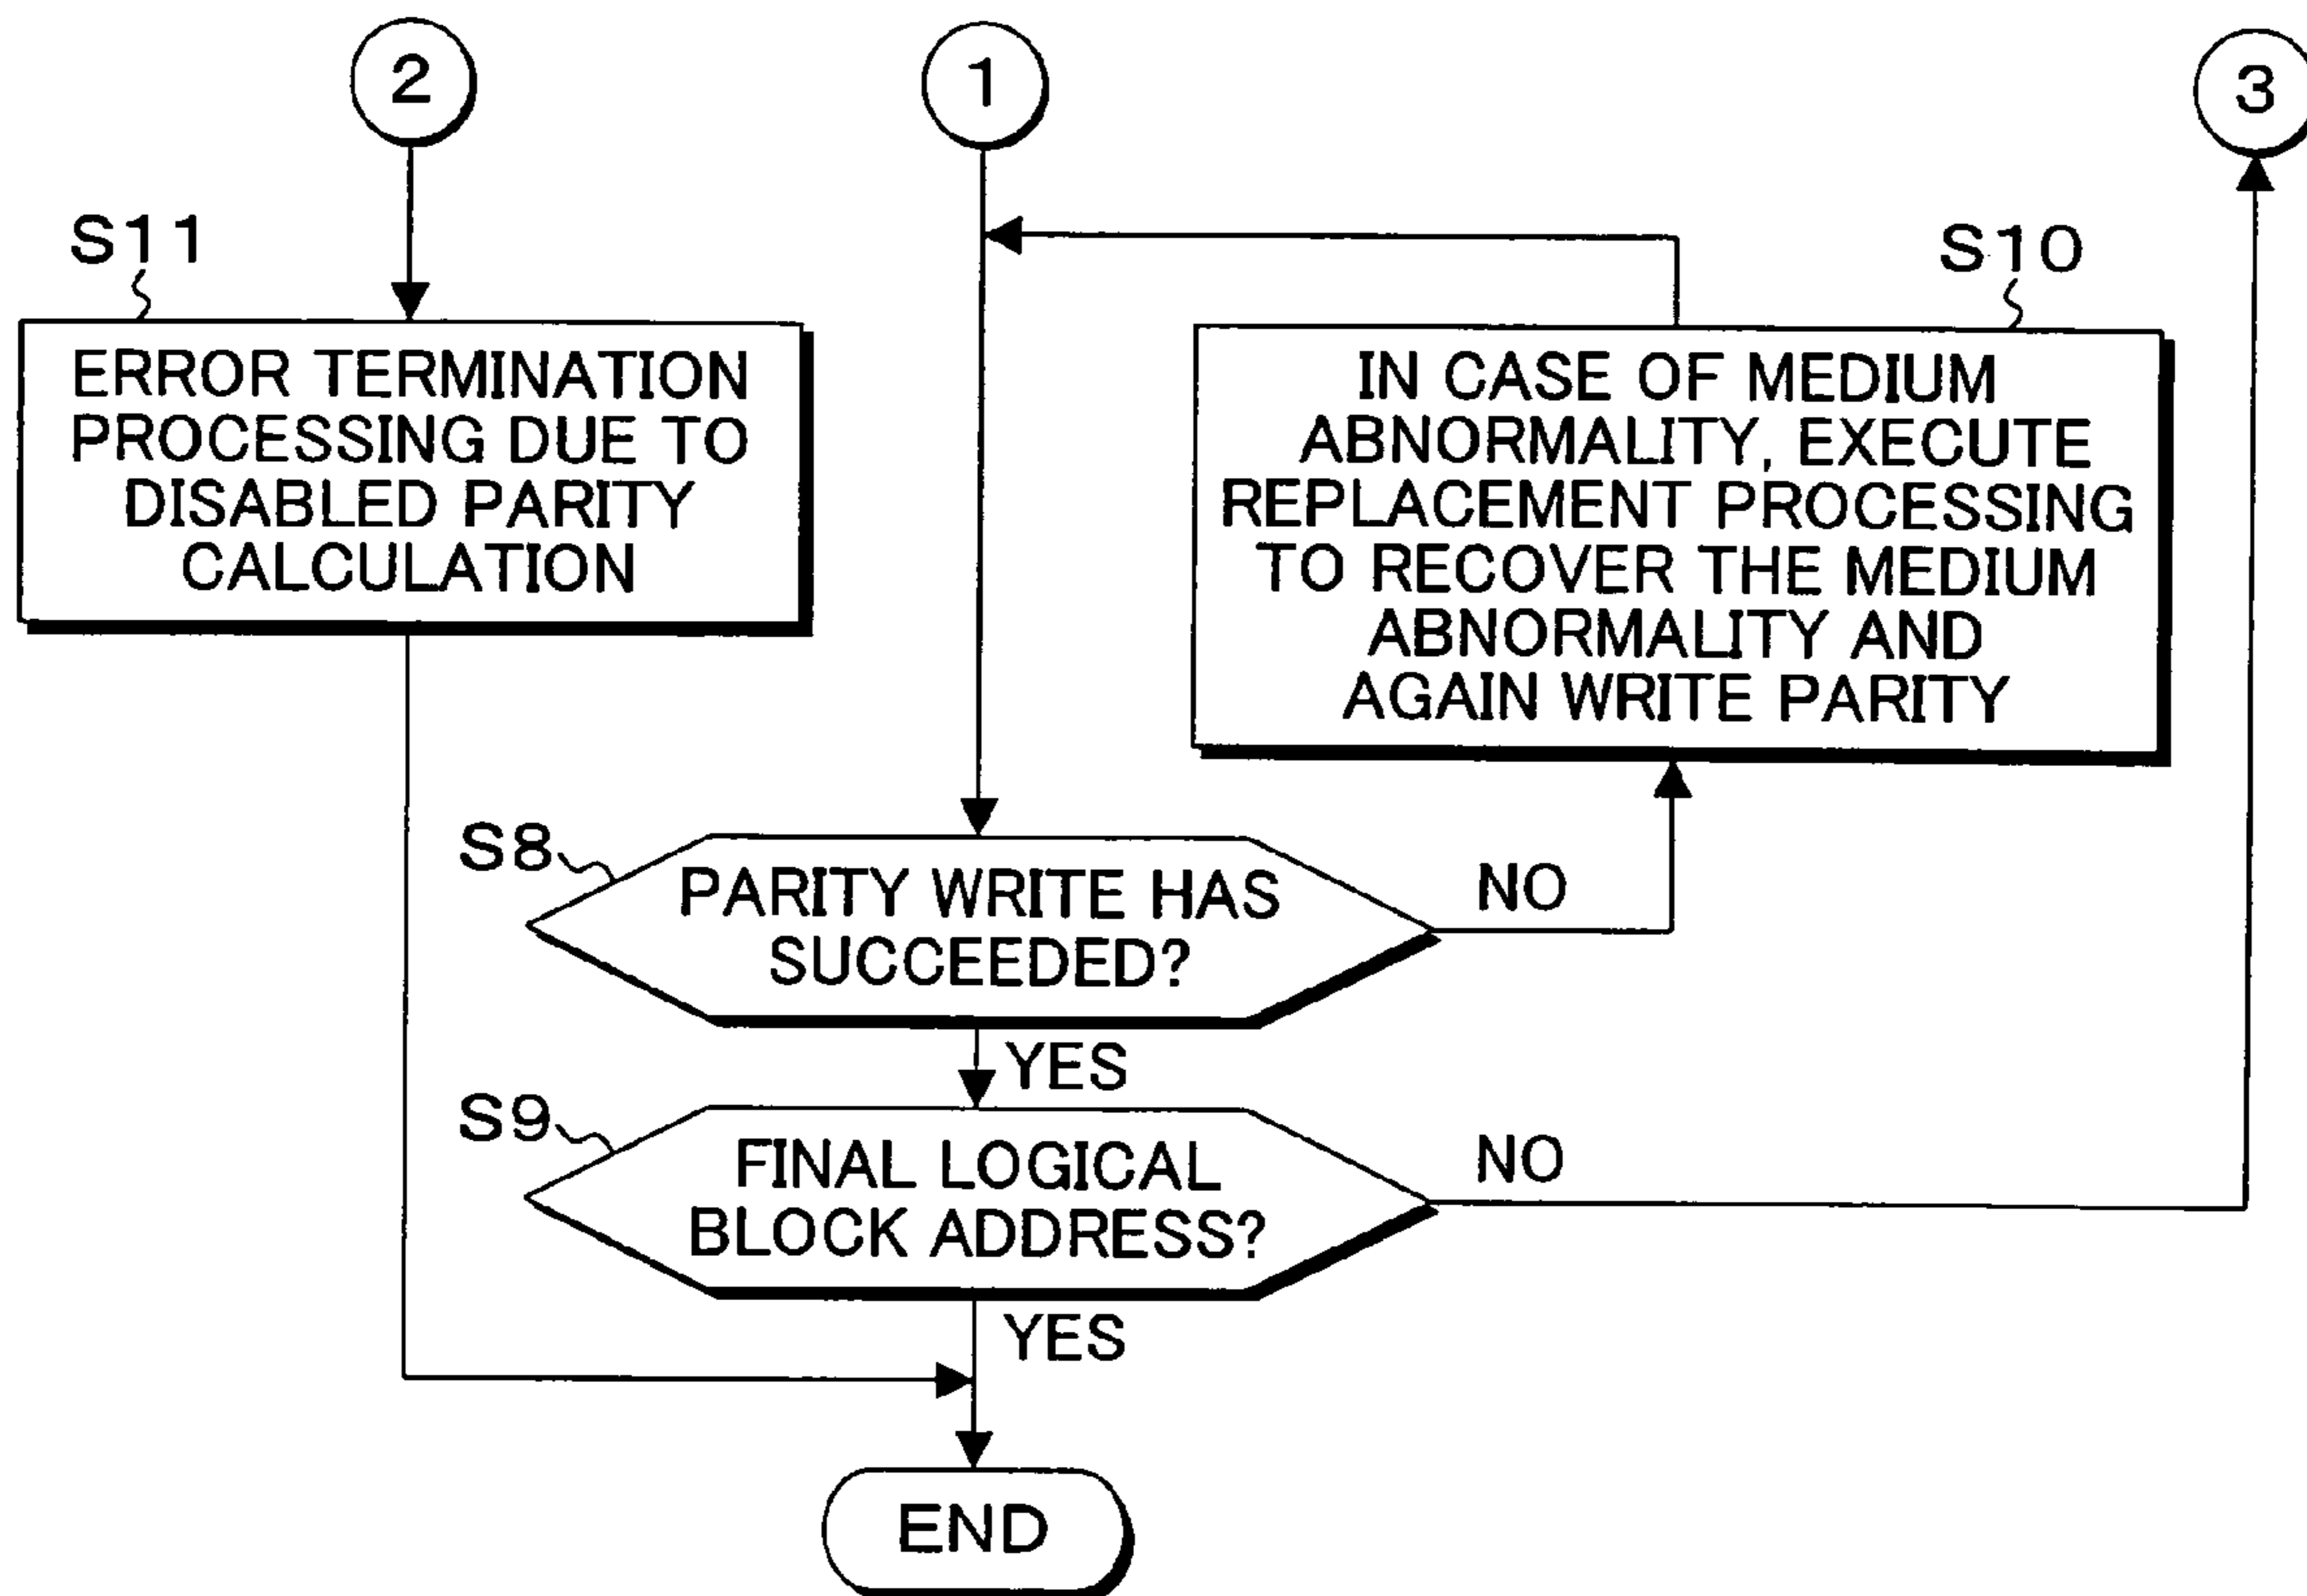 2
1
3
S11
S10
ERROR TERMINATION
PROCESSING DUE TO
DISABLED PARITY
CALCULATION
IN CASE OF MEDIUM
ABNORMALITY, EXECUTE
REPLACEMENT PROCESSING
TO RECOVER THE MEDIUM
ABNORMALITY AND
AGAIN WRITE PARITY
S8
PARITY WRITE HAS
SUCCEEDED?
NO
YES
S9
FINAL LOGICAL
BLOCK ADDRESS?
NO
YES
END